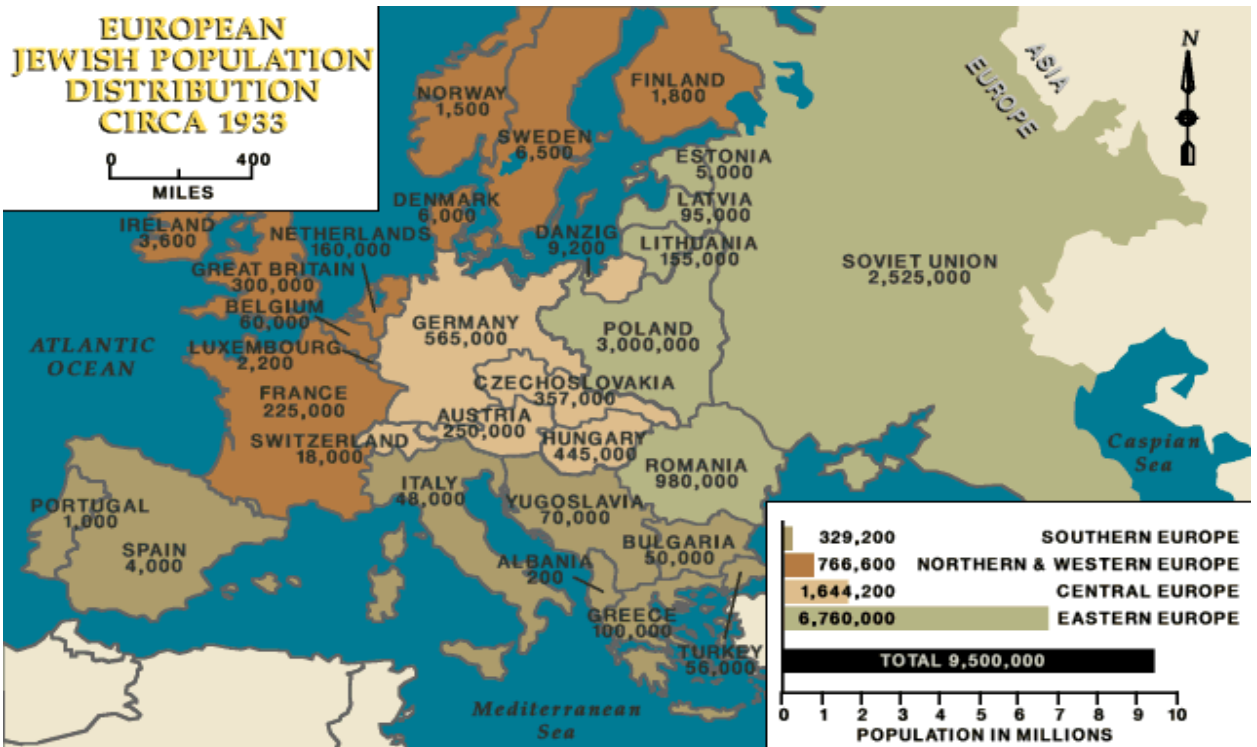 EUROPEAN
JEWISH POPULATION
DISTRIBUTION
CIRCA 1933
0 400
MILES
N
ASIA
EUROPE
NORWAY
1,500
SWEDEN
6,500
FINLAND
1,800
ESTONIA
5,000
LATVIA
95,000
LITHUANIA
155,000
DENMARK
6,000
DANZIG
9,200
IRELAND
3,600
NETHERLANDS
160,000
GREAT BRITAIN
300,000
BELGIUM
60,000
LUXEMBOURG
2,200
SOVIET UNION
2,525,000
GERMANY
565,000
POLAND
3,000,000
ATLANTIC
OCEAN
FRANCE
225,000
CZECHOSLOVAKIA
357,000
AUSTRIA
250,000
SWITZERLAND
18,000
HUNGARY
445,000
ROMANIA
980,000
Caspian
Sea
ITALY
48,000
YUGOSLAVIA
70,000
PORTUGAL
1,000
SPAIN
4,000
BULGARIA
50,000
ALBANIA
200
GREECE
100,000
TURKEY
56,000
Mediterranean
Sea
329,200 SOUTHERN EUROPE
766,600 NORTHERN & WESTERN EUROPE
1,644,200 CENTRAL EUROPE
6,760,000 EASTERN EUROPE
TOTAL 9,500,000
0 1 2 3 4 5 6 7 8 9 10
POPULATION IN MILLIONS